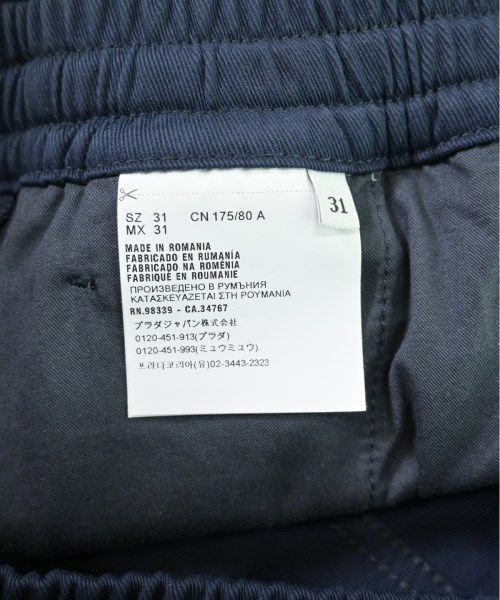 SZ 31 CN 175/80 A
MX 31
31
MADE IN ROMANIA
FABRICADO EN RUMANIA
FABRICADO NA ROMÉNIA
FABRIQUÉ EN ROUMANIE
ПРОИЗВЕДЕНО В РУМЪНИЯ
ΚΑΤΑΣΚΕΥΑΖΕΤΑΙ ΣΤΗ ΡΟΥΜΑΝΙΑ
RN.98339 - CA.34767
プラダジャパン株式会社
0120-451-913(プラダ)
0120-451-993(ミュウミュウ)
프라다코리아(유)02-3443-2323